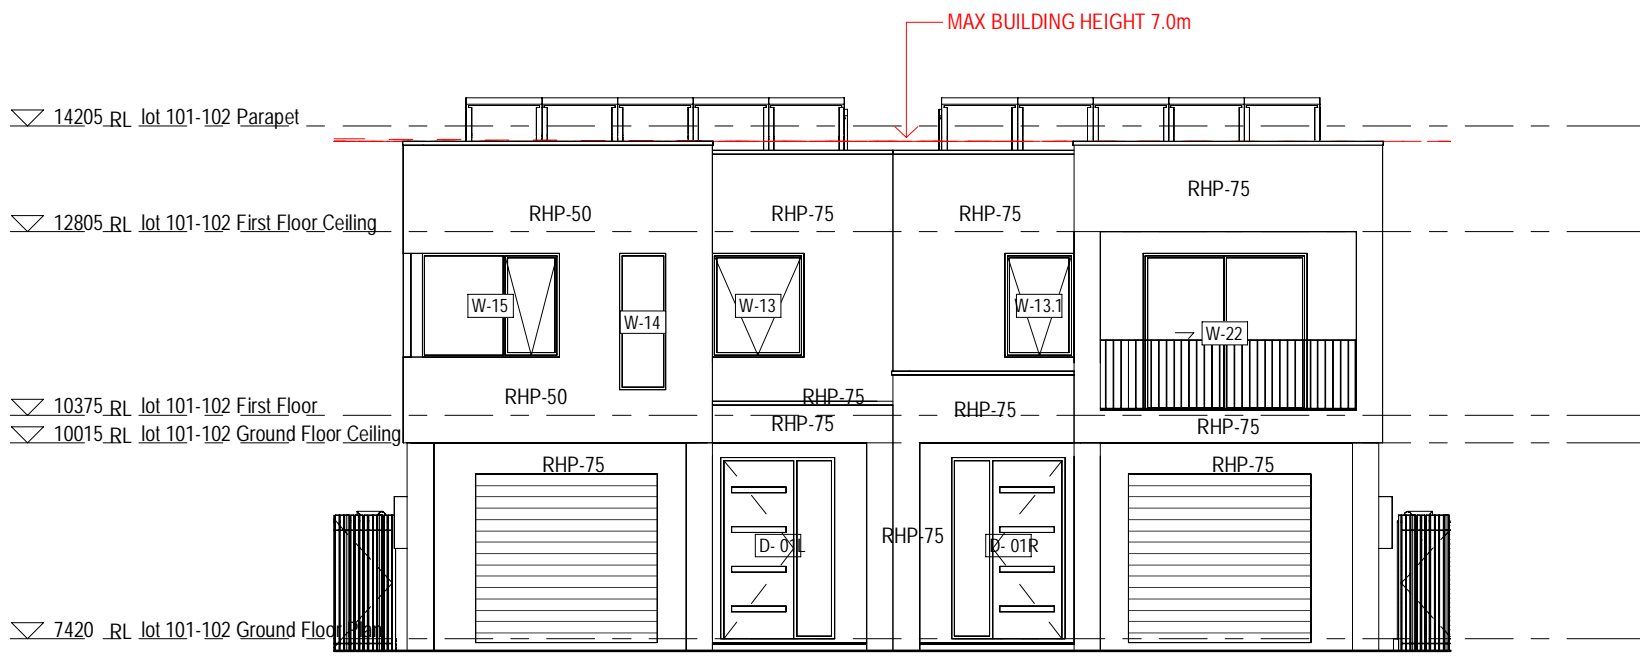 MAX BUILDING HEIGHT 7.0m
14205 RL lot 101-102 Parapet
RHP-75
RHP-50 RHP-75 RHP-75
12805 RL lot 101-102 First Floor Ceiling
W-15 W-13 W-13.1
W-14
W-22
RHP-50 RHP-75
10375 RL lot 101-102 First Floor
RHP-75
RHP-75 RHP-75
10015 RL lot 101-102 Ground Floor Ceiling
RHP-75 RHP-75
RHP-75
D- 01L D- 01R
7420 RL lot 101-102 Ground Floor Plan